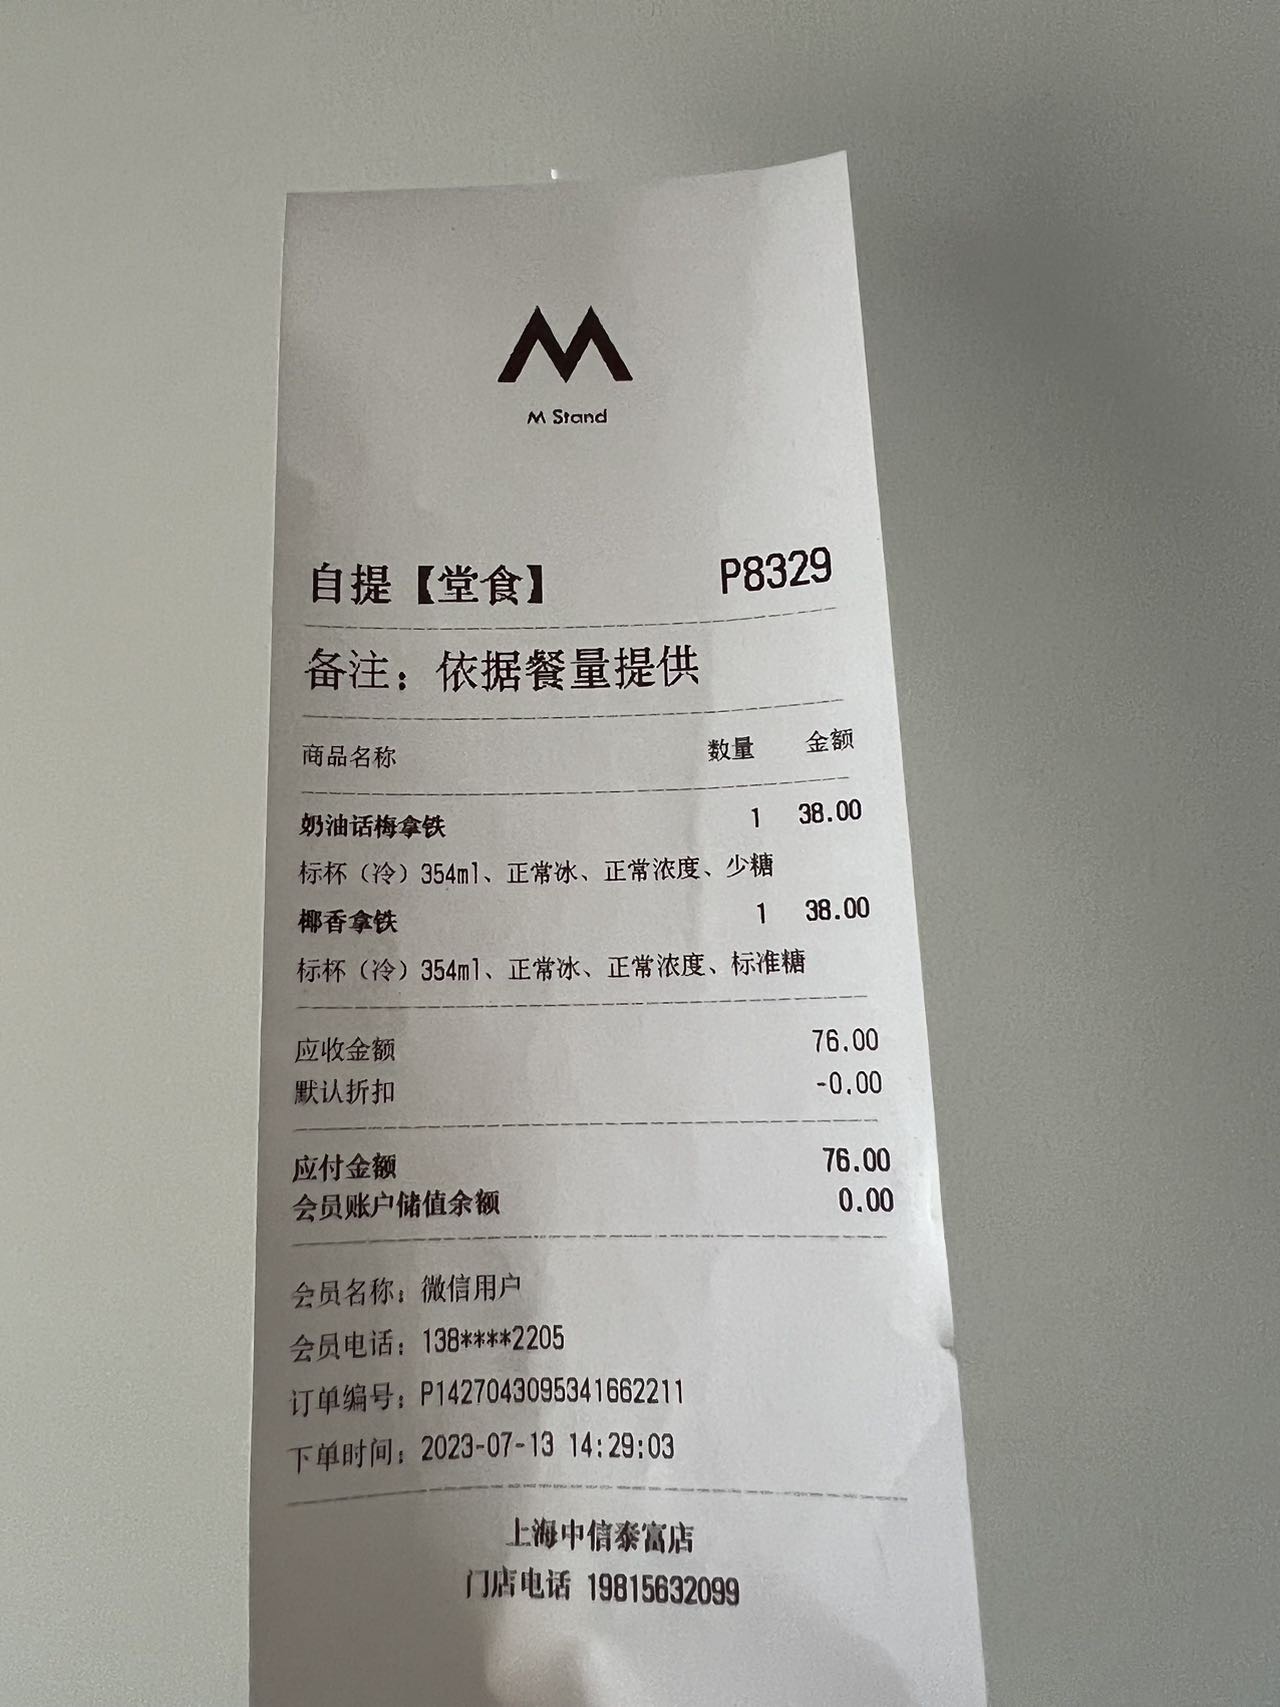 M Stand
自提【堂食】 P8329
备注：依据餐量提供
商品名称 数量 金额
奶油话梅拿铁 1 38.00
标杯（冷）354ml、正常冰、正常浓度、少糖
椰香拿铁 1 38.00
标杯（冷）354ml、正常冰、正常浓度、标准糖
应收金额 76.00
默认折扣 -0.00
应付金额 76.00
会员账户储值余额 0.00
会员名称：微信用户
会员电话：138****2205
订单编号：P1427043095341662211
下单时间：2023-07-13 14:29:03
上海中信泰富店
门店电话 19815632099